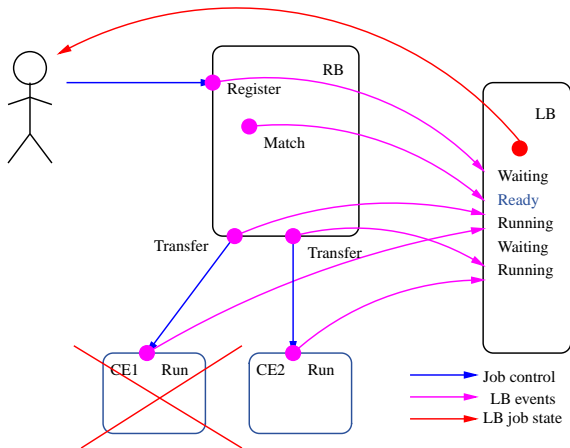 RB
Register
Match
LB
Waiting
Ready
Running
Waiting
Running
Transfer
Transfer
CE1 Run
CE2 Run
Job control
LB events
LB job state